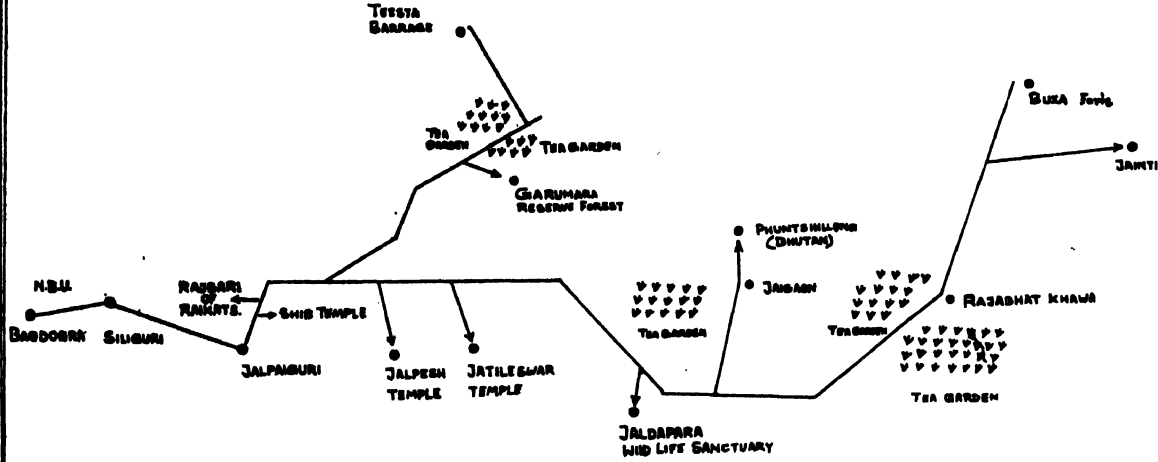 TEESTA
BARRAGE
TEA
GARDEN
TEA GARDEN
GARUMARA
RESERVE FOREST
BUXA
JAINTI
PHUNTSHILLONG
(BHUTAN)
JAIGAON
N.B.U.
BAGDOGRA
SILIGURI
RAJBARI
OF
RAIKATS.
SHIB TEMPLE
JALPAIGURI
JALPESH
TEMPLE
JATILESWAR
TEMPLE
TEA GARDEN
JALDAPARA
WILD LIFE SANCTUARY
TEA GARDEN
RAJABHAT KHAWA
TEA GARDEN